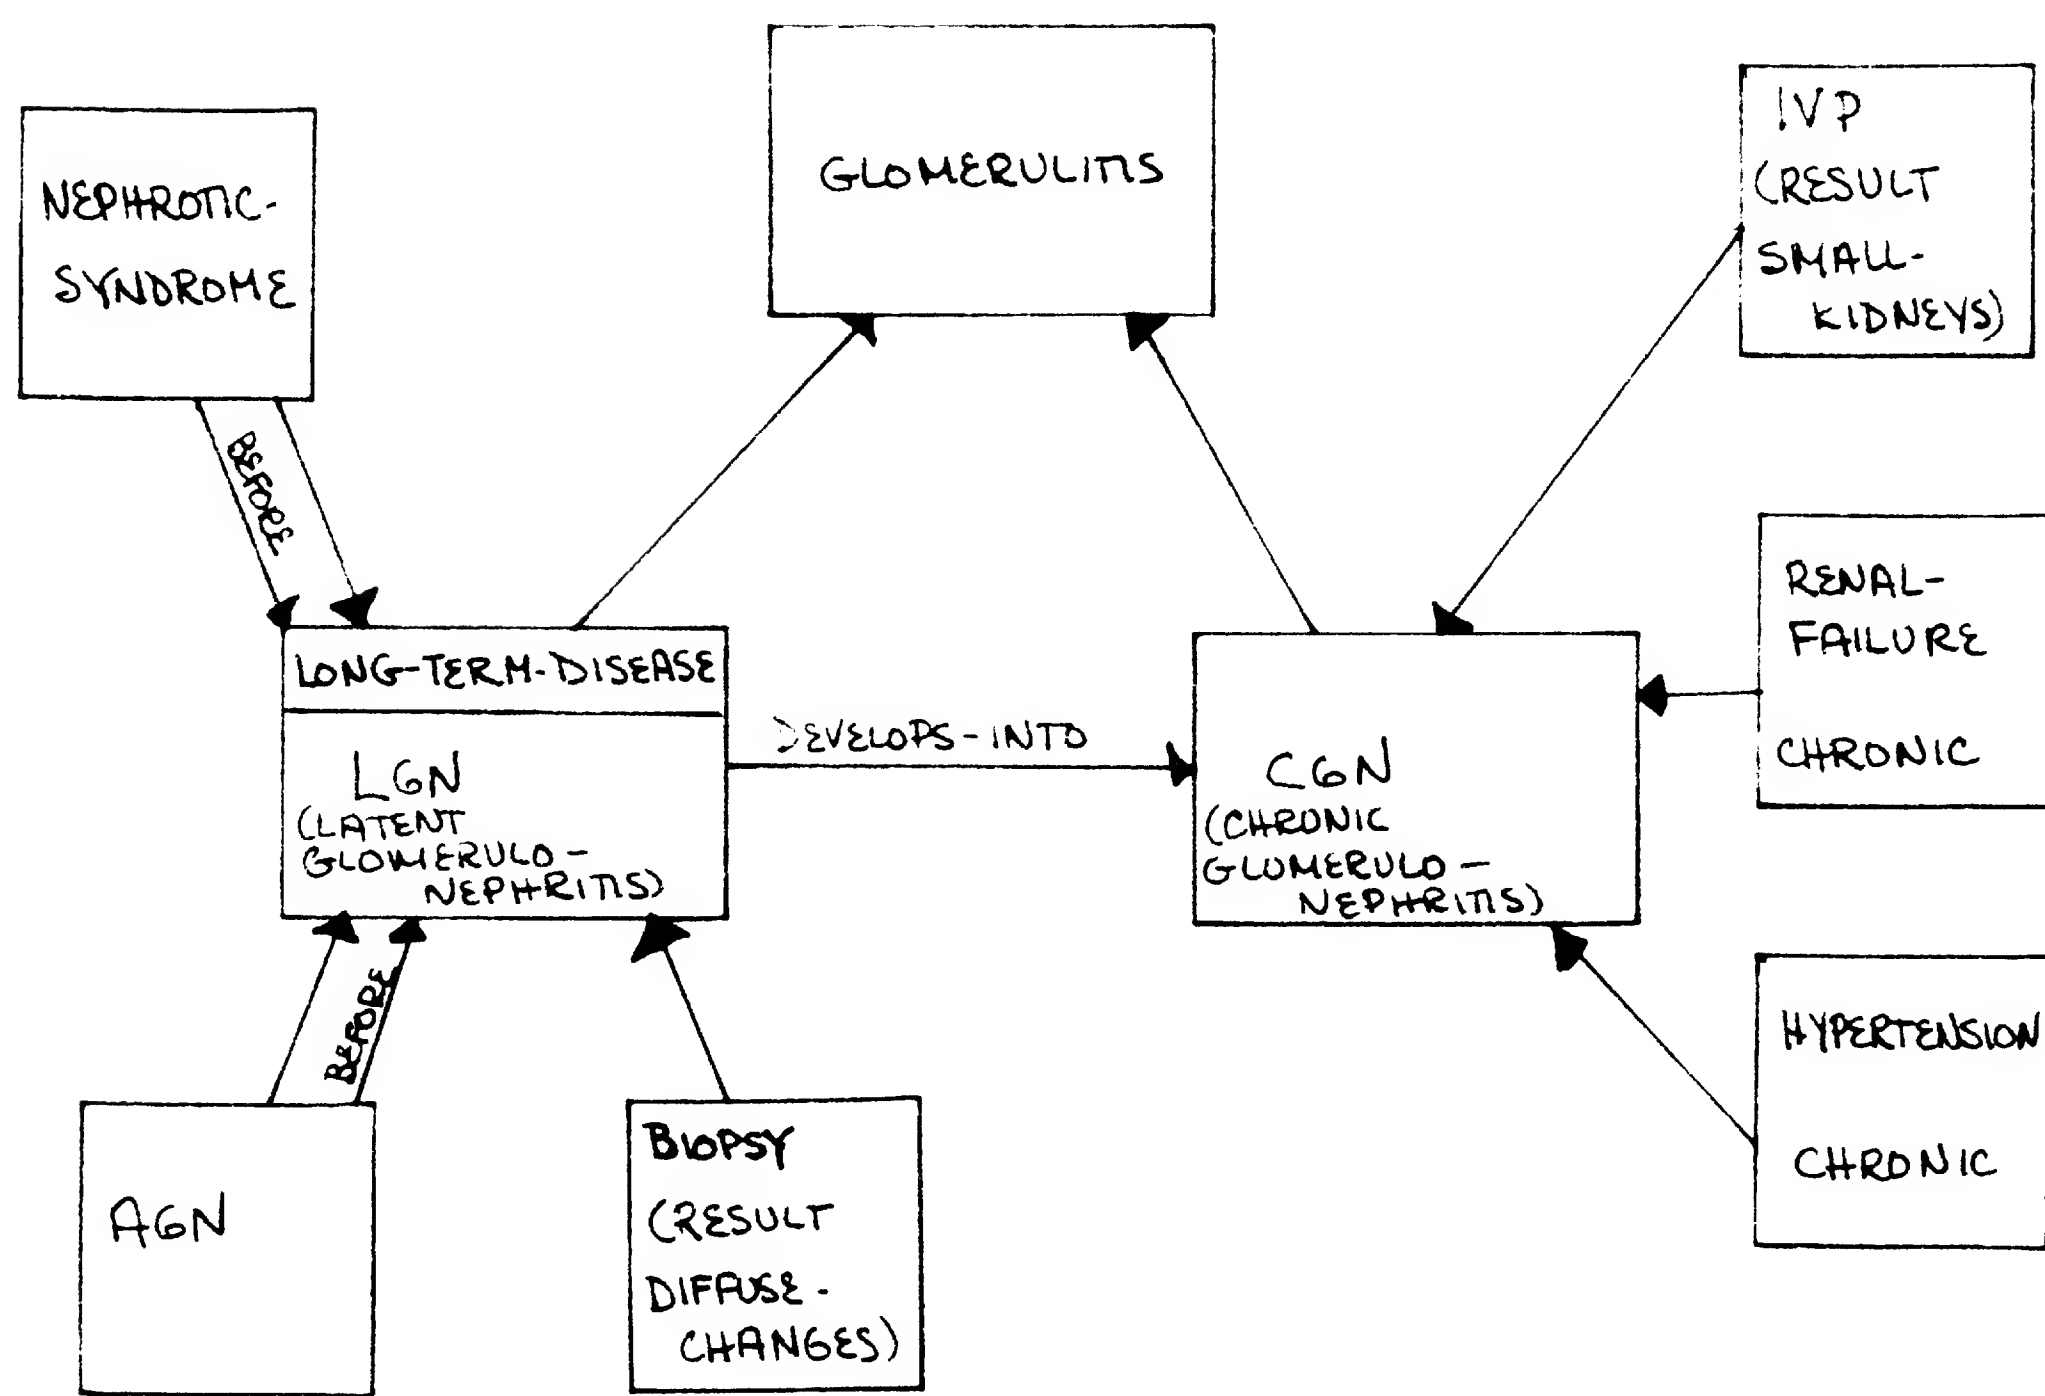 GLOMERULITIS
NEPHROTIC-
SYNDROME
IVP
(RESULT
SMALL-
KIDNEYS)
BEFORE
RENAL-
FAILURE
CHRONIC
LONG-TERM-DISEASE
LGN
(LATENT
GLOMERULO-
NEPHRITIS)
DEVELOPS-INTO
CGN
(CHRONIC
GLOMERULO-
NEPHRITIS)
HYPERTENSION
CHRONIC
BEFORE
AGN
BIOPSY
(RESULT
DIFFUSE-
CHANGES)